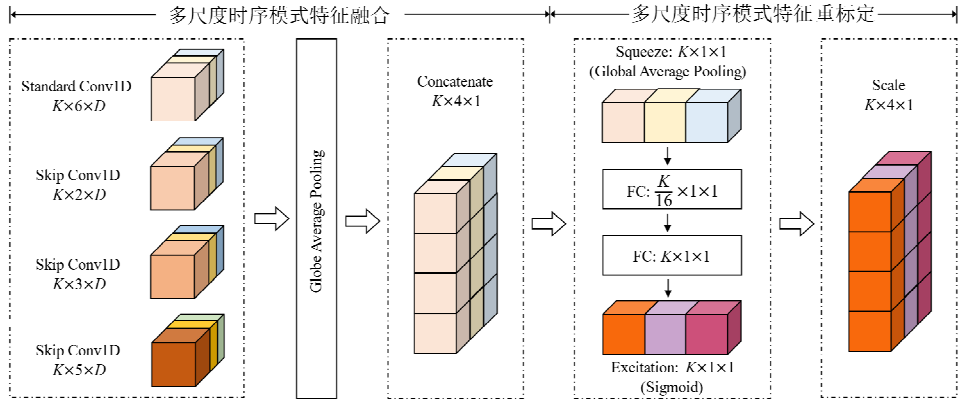 多尺度时序模式特征融合
多尺度时序模式特征重标定
Standard Conv1D
K×6×D
Skip Conv1D
K×2×D
Skip Conv1D
K×3×D
Skip Conv1D
K×5×D
Globe Average Pooling
Concatenate
K×4×1
Squeeze: K×1×1
(Global Average Pooling)
FC: K/16 ×1×1
FC: K×1×1
Excitation: K×1×1
(Sigmoid)
Scale
K×4×1